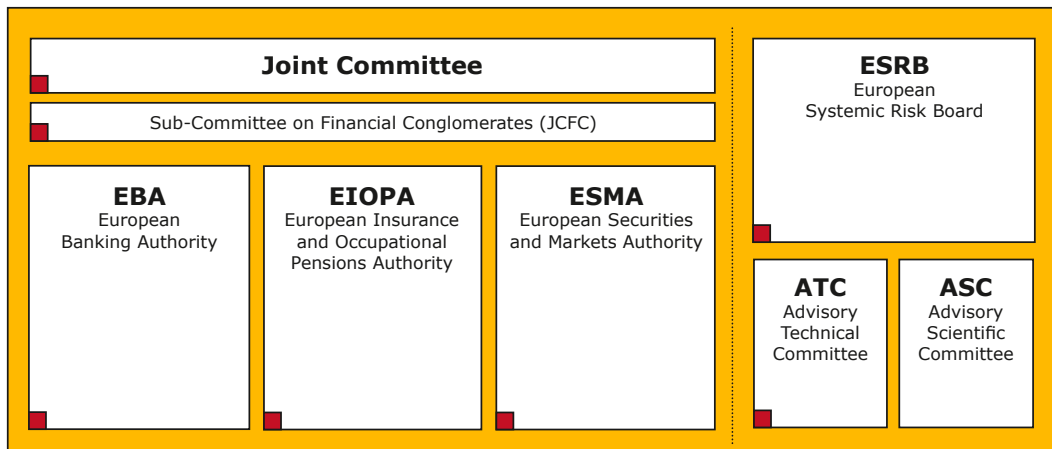 Joint Committee
Sub-Committee on Financial Conglomerates (JCFC)
EBA
European
Banking Authority
EIOPA
European Insurance
and Occupational
Pensions Authority
ESMA
European Securities
and Markets Authority
ESRB
European
Systemic Risk Board
ATC
Advisory
Technical
Committee
ASC
Advisory
Scientific
Committee